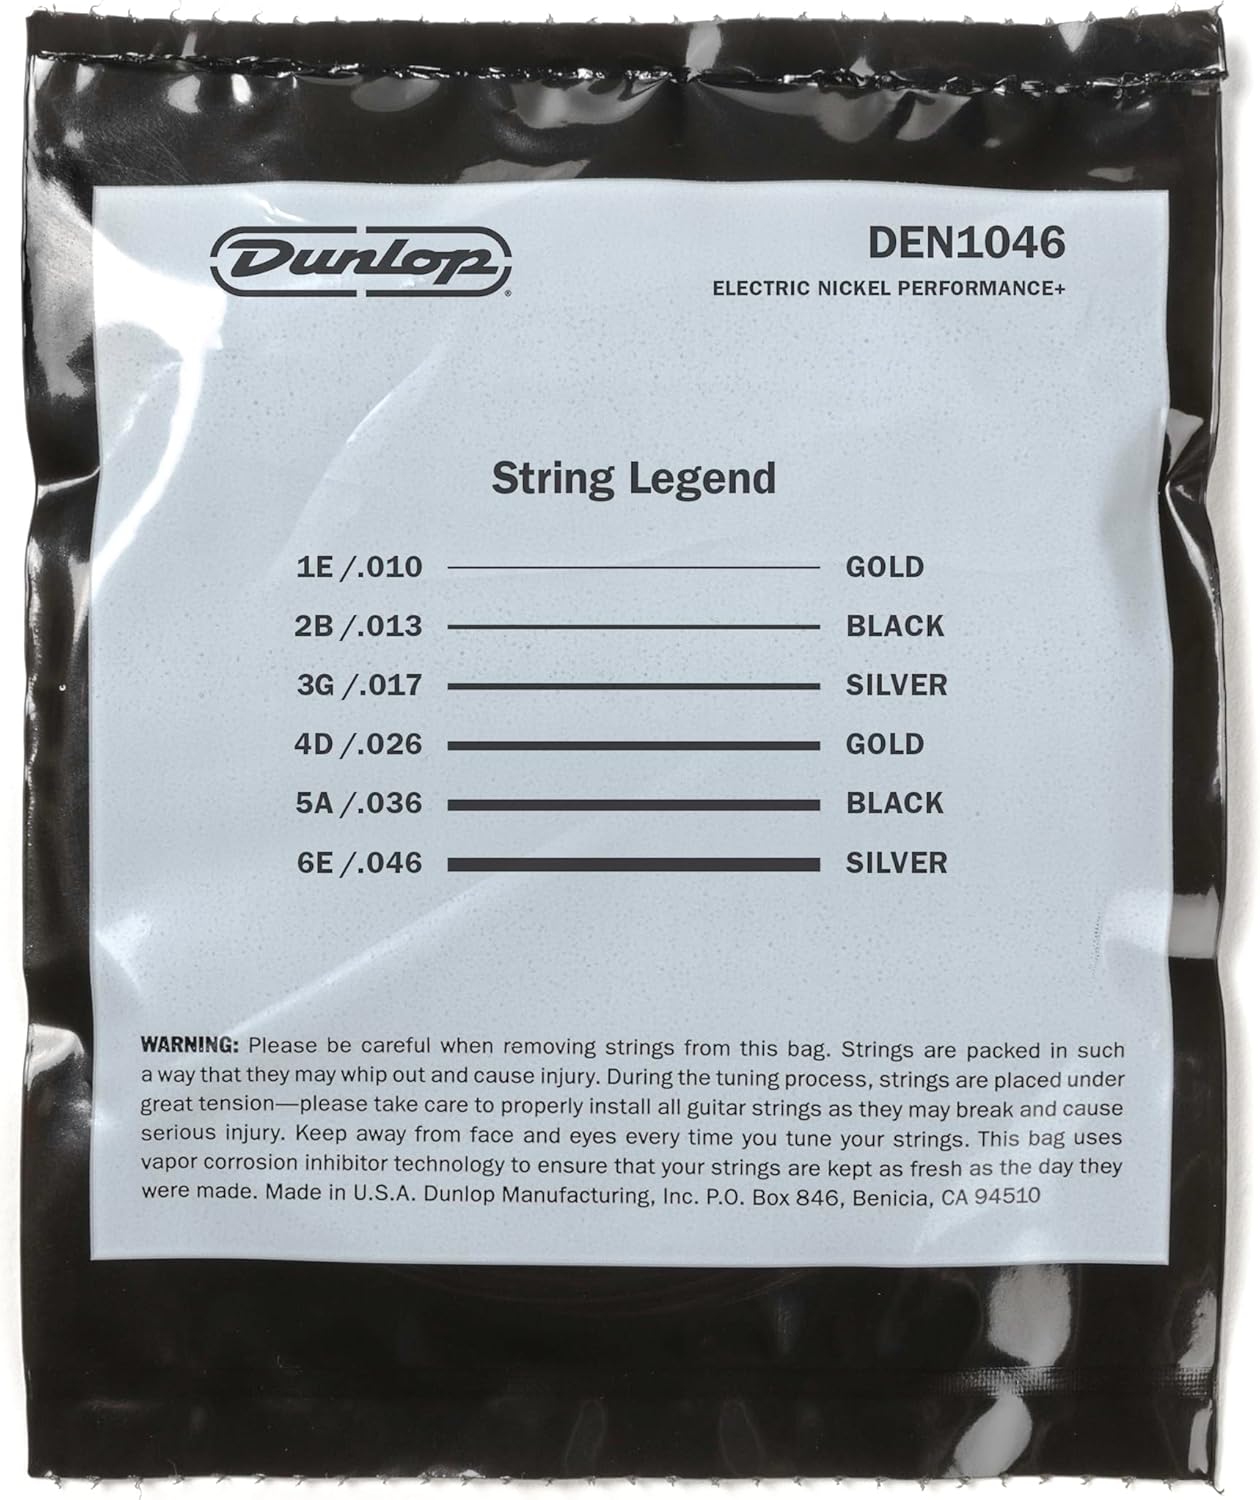 Dunlop®
DEN1046
ELECTRIC NICKEL PERFORMANCE+
String Legend
1E /.010 GOLD
2B /.013 BLACK
3G /.017 SILVER
4D /.026 GOLD
5A /.036 BLACK
6E /.046 SILVER
WARNING: Please be careful when removing strings from this bag. Strings are packed in such
a way that they may whip out and cause injury. During the tuning process, strings are placed under
great tension—please take care to properly install all guitar strings as they may break and cause
serious injury. Keep away from face and eyes every time you tune your strings. This bag uses
vapor corrosion inhibitor technology to ensure that your strings are kept as fresh as the day they
were made. Made in U.S.A. Dunlop Manufacturing, Inc. P.O. Box 846, Benicia, CA 94510